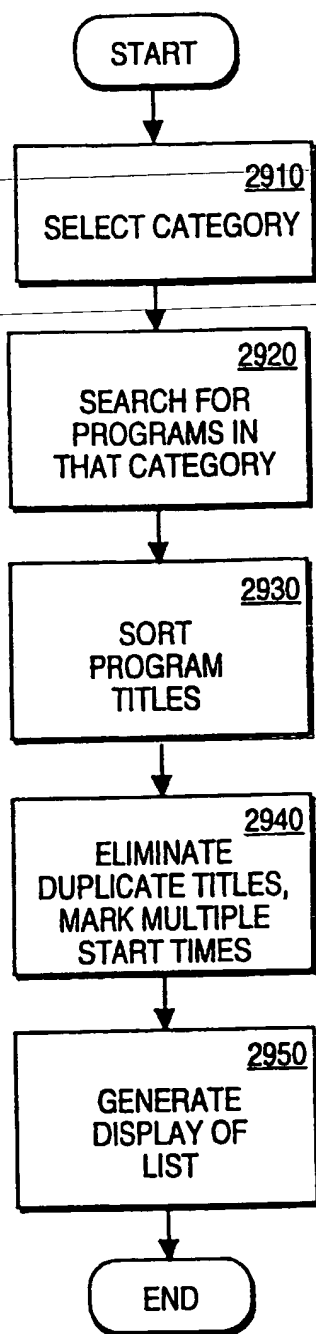 START
2910
SELECT CATEGORY
2920
SEARCH FOR
PROGRAMS IN
THAT CATEGORY
2930
SORT
PROGRAM
TITLES
2940
ELIMINATE
DUPLICATE TITLES,
MARK MULTIPLE
START TIMES
2950
GENERATE
DISPLAY OF
LIST
END